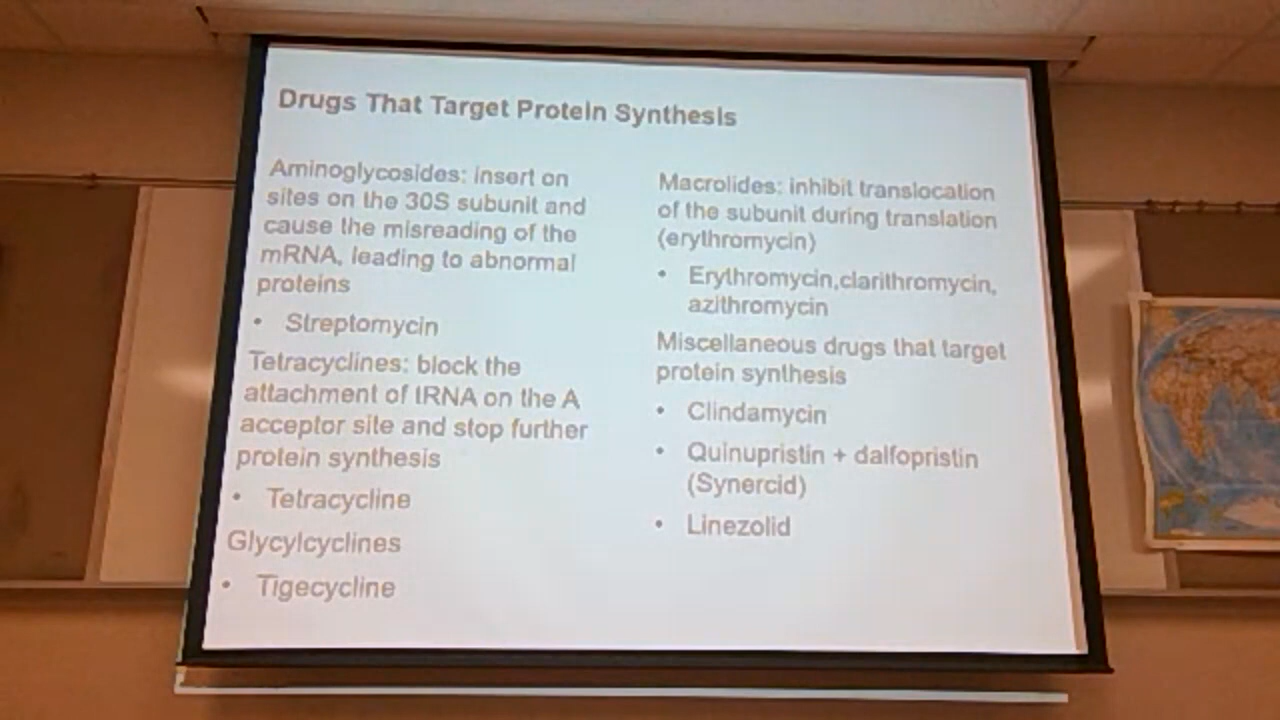 Drugs That Target Protein Synthesis
Aminoglycosides: insert on
sites on the 30S subunit and
cause the misreading of the
mRNA, leading to abnormal
proteins
• Streptomycin
Tetracyclines: block the
attachment of tRNA on the A
acceptor site and stop further
protein synthesis
• Tetracycline
Glycylcyclines
• Tigecycline
Macrolides: inhibit translocation
of the subunit during translation
(erythromycin)
• Erythromycin,clarithromycin,
azithromycin
Miscellaneous drugs that target
protein synthesis
• Clindamycin
• Quinupristin + dalfopristin
(Synercid)
• Linezolid